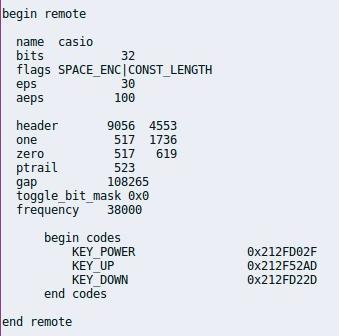 begin remote
name casio
bits 32
flags SPACE_ENC|CONST_LENGTH
eps 30
aeps 100
header 9056 4553
one 517 1736
zero 517 619
ptrail 523
gap 108265
toggle_bit_mask 0x0
frequency 38000
begin codes
KEY_POWER 0x212FD02F
KEY_UP 0x212F52AD
KEY_DOWN 0x212FD22D
end codes
end remote